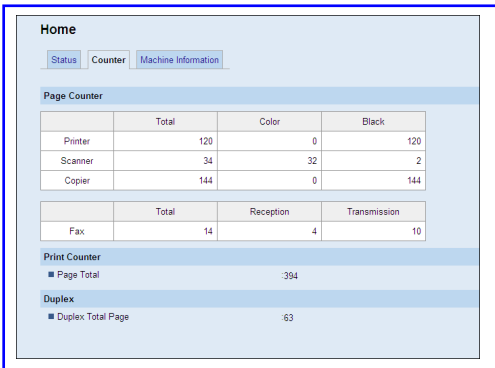 Home
Status Counter Machine Information
Page Counter
Total Color Black
Printer 120 0 120
Scanner 34 32 2
Copier 144 0 144
Total Reception Transmission
Fax 14 4 10
Print Counter
Page Total :394
Duplex
Duplex Total Page :63